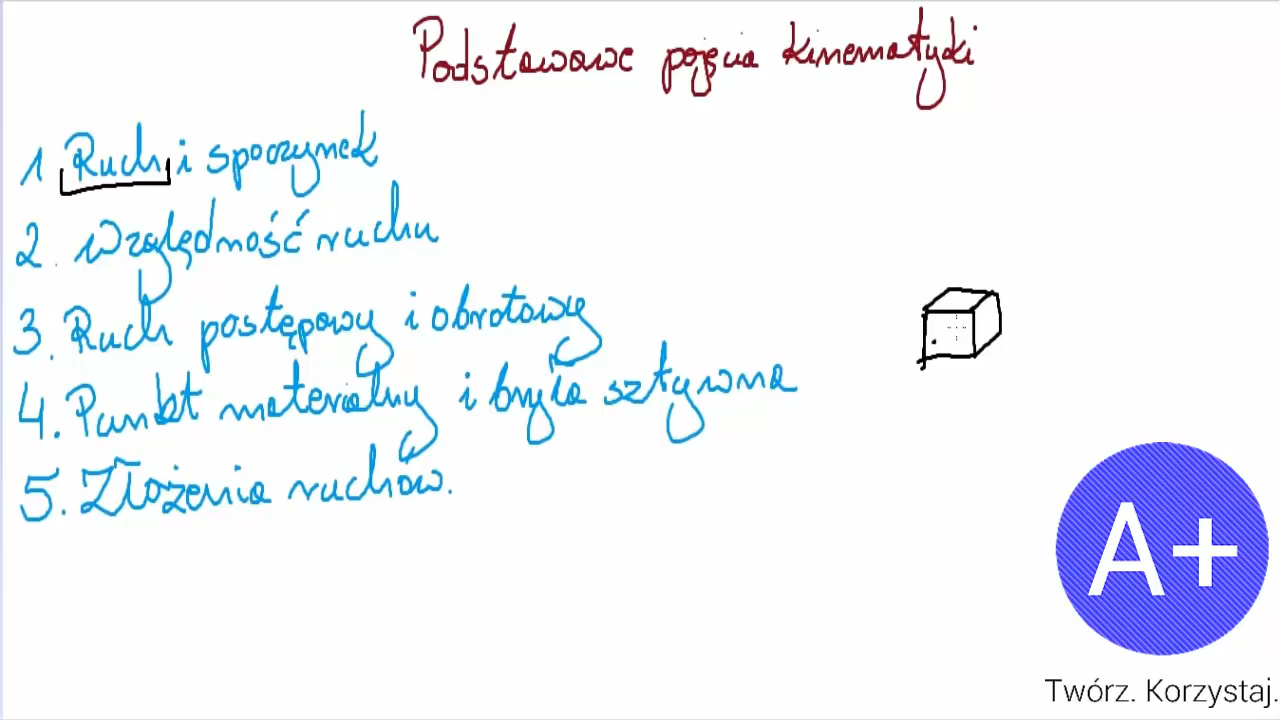 Podstawowe pojęcia kinematyki
1 Ruch i spoczynek
2. Względność ruchu
3. Ruch postępowy i obrotowy
4. Punkt materialny i bryła sztywna
5. Złożenia ruchów.
A+
Twórz. Korzystaj.